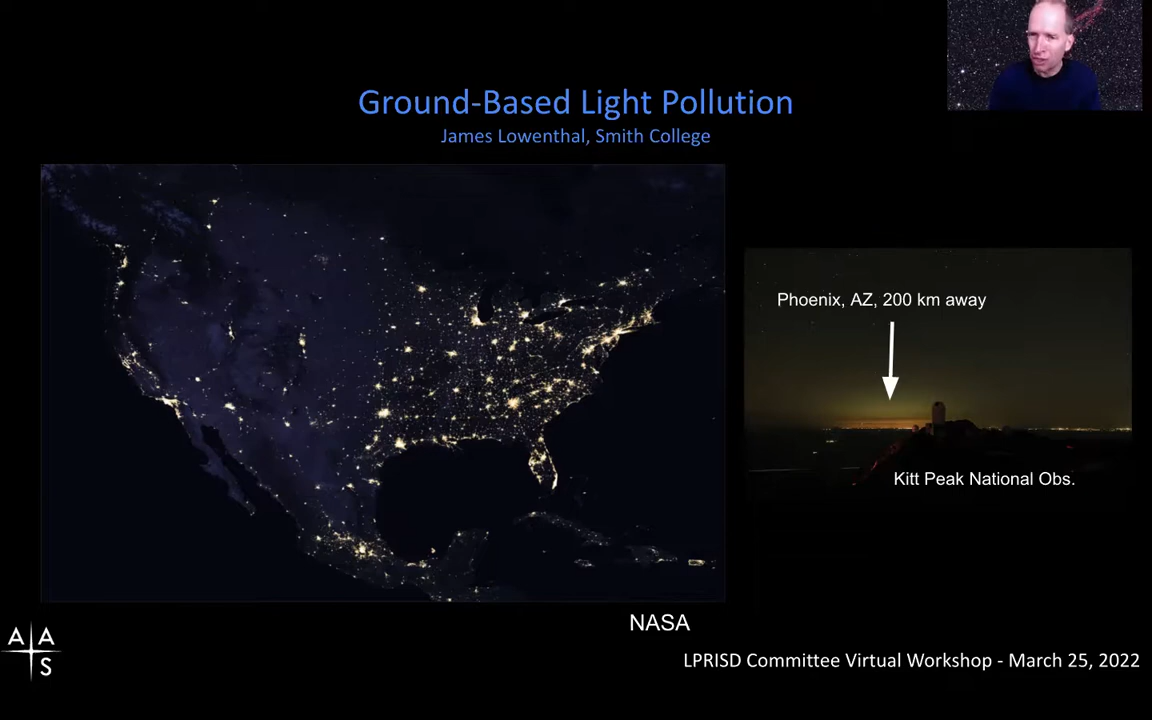 Ground-Based Light Pollution
James Lowenthal, Smith College
Phoenix, AZ, 200 km away
Kitt Peak National Obs.
NASA
A A
S
LPRISD Committee Virtual Workshop - March 25, 2022